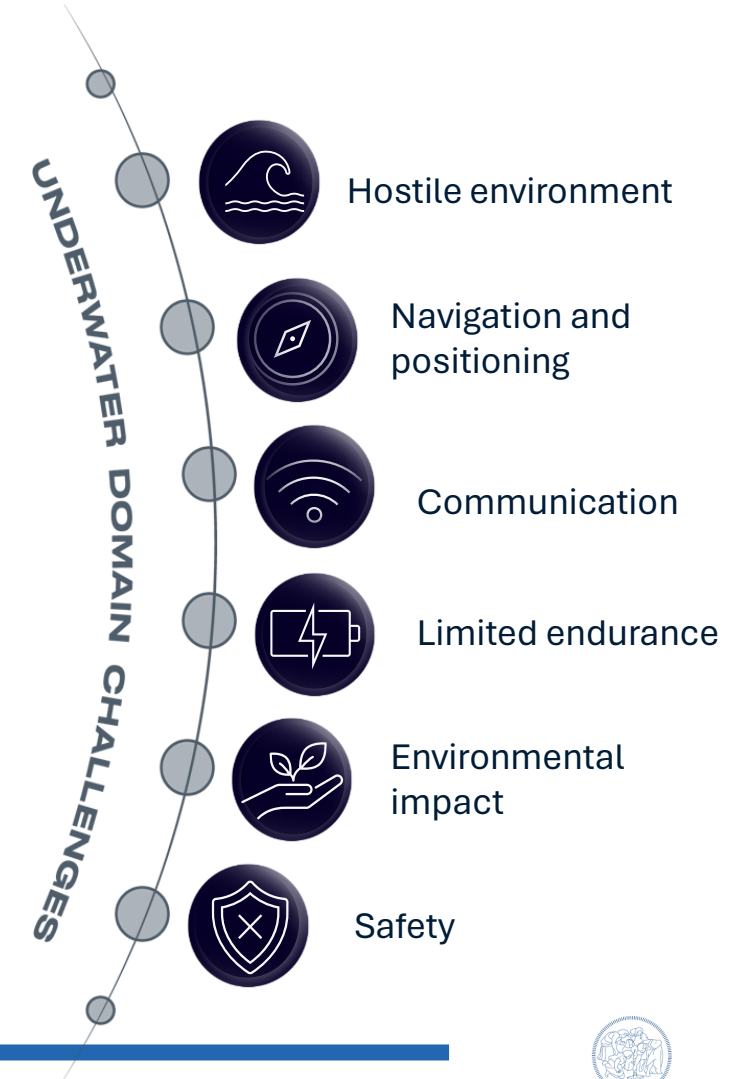 UNDERWATER DOMAIN CHALLENGES
Hostile environment
Navigation and
positioning
Communication
Limited endurance
Environmental
impact
Safety